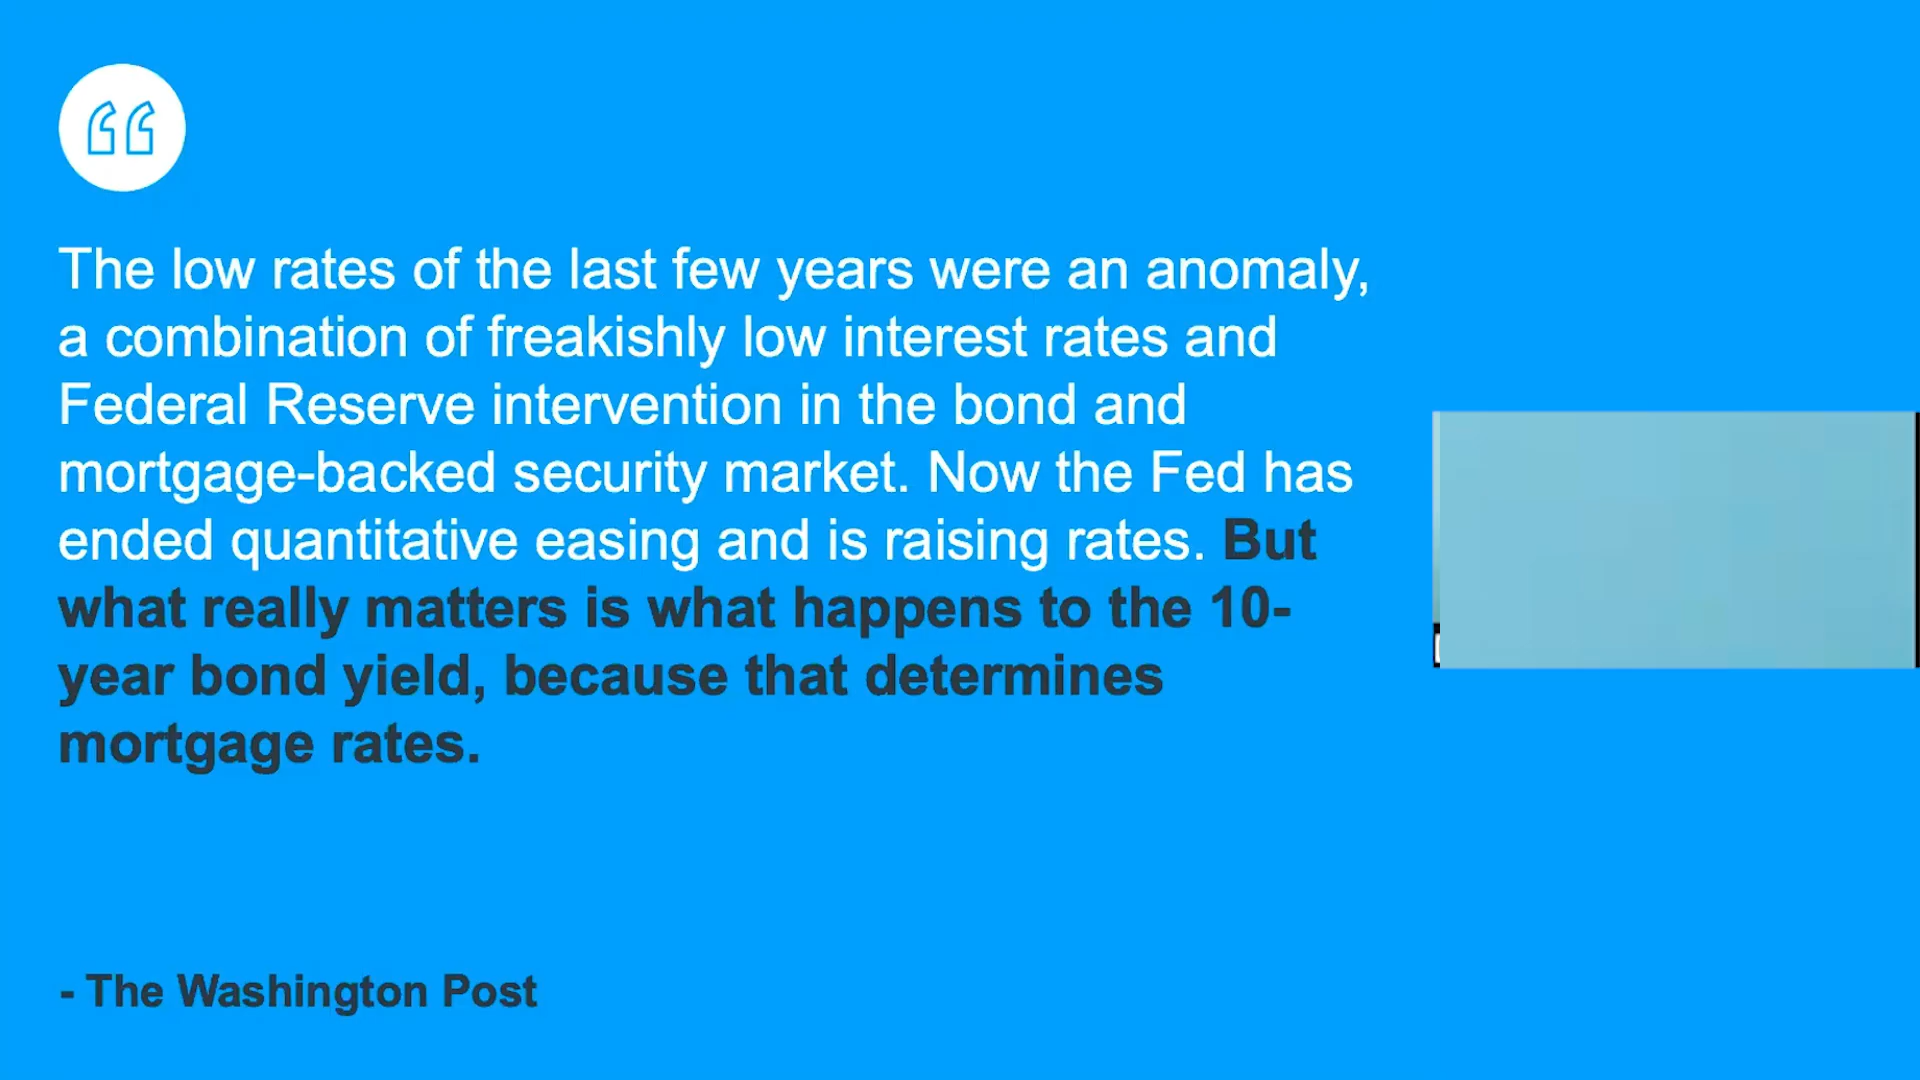 “
The low rates of the last few years were an anomaly,
a combination of freakishly low interest rates and
Federal Reserve intervention in the bond and
mortgage-backed security market. Now the Fed has
ended quantitative easing and is raising rates. But
what really matters is what happens to the 10-
year bond yield, because that determines
mortgage rates.
- The Washington Post